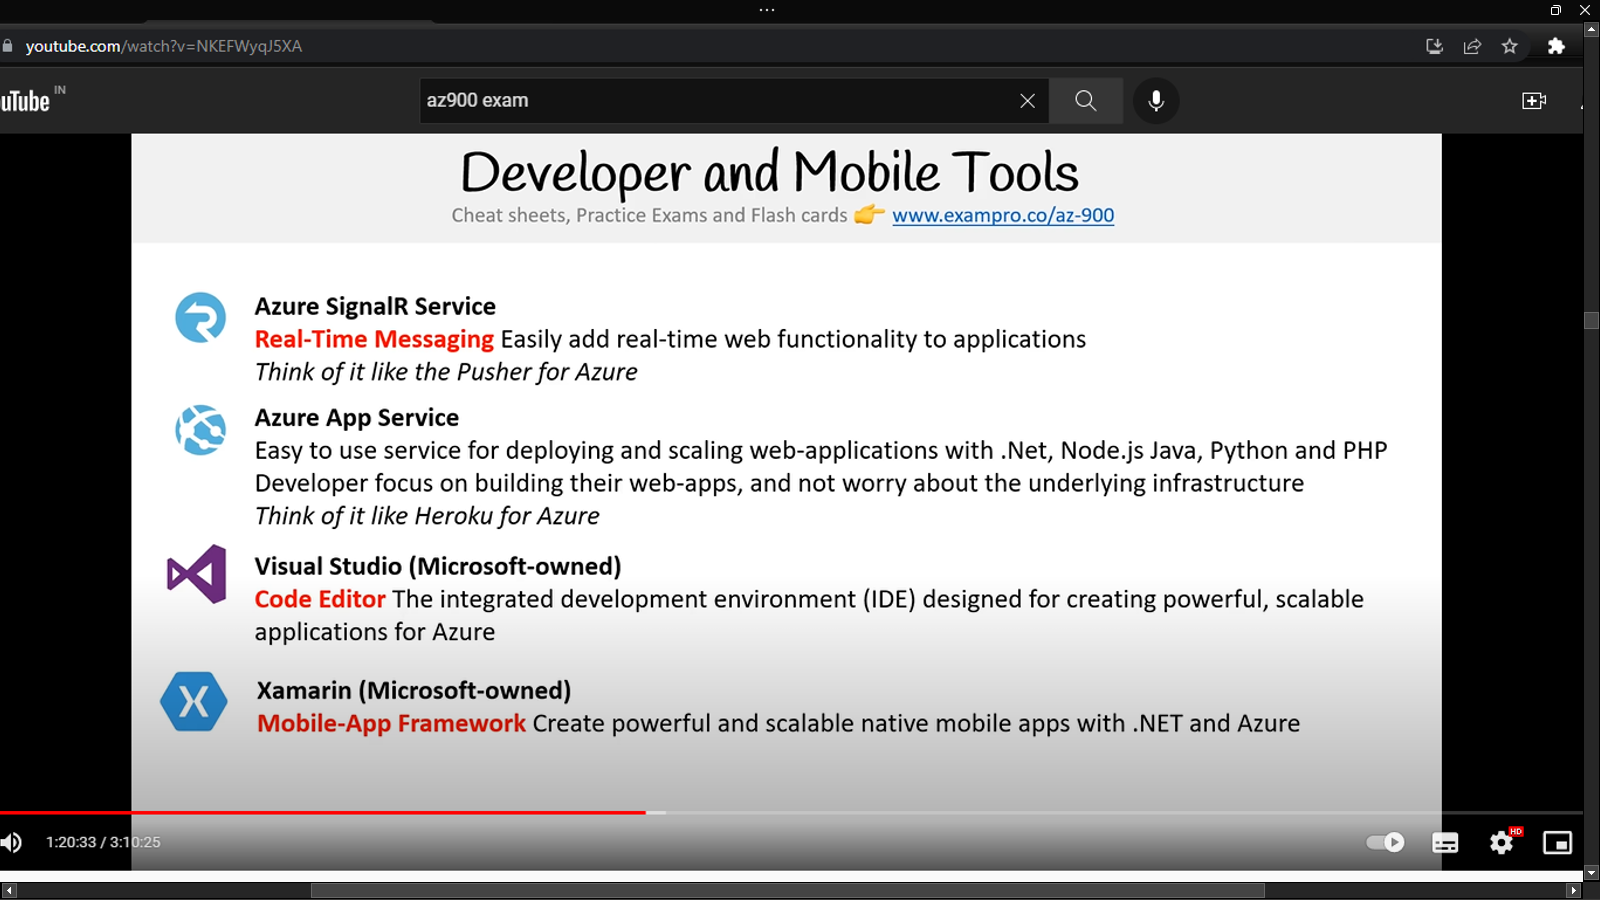 youtube.com/watch?v=NKEFWyqJ5XA
uTube IN
az900 exam
Developer and Mobile Tools
Cheat sheets, Practice Exams and Flash cards 👉 www.exampro.co/az-900
Azure SignalR Service
Real-Time Messaging Easily add real-time web functionality to applications
Think of it like the Pusher for Azure
Azure App Service
Easy to use service for deploying and scaling web-applications with .Net, Node.js Java, Python and PHP
Developer focus on building their web-apps, and not worry about the underlying infrastructure
Think of it like Heroku for Azure
Visual Studio (Microsoft-owned)
Code Editor The integrated development environment (IDE) designed for creating powerful, scalable
applications for Azure
X
Xamarin (Microsoft-owned)
Mobile-App Framework Create powerful and scalable native mobile apps with .NET and Azure
1:20:33 / 3:10:25
HD